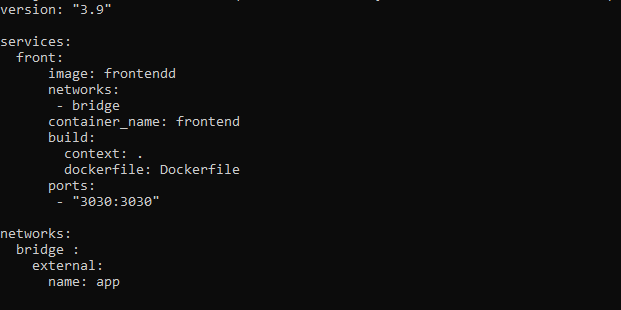 version: "3.9"

services:
  front:
      image: frontendd
      networks:
       - bridge
      container_name: frontend
      build:
        context: .
        dockerfile: Dockerfile
      ports:
       - "3030:3030"

networks:
  bridge :
    external:
      name: app